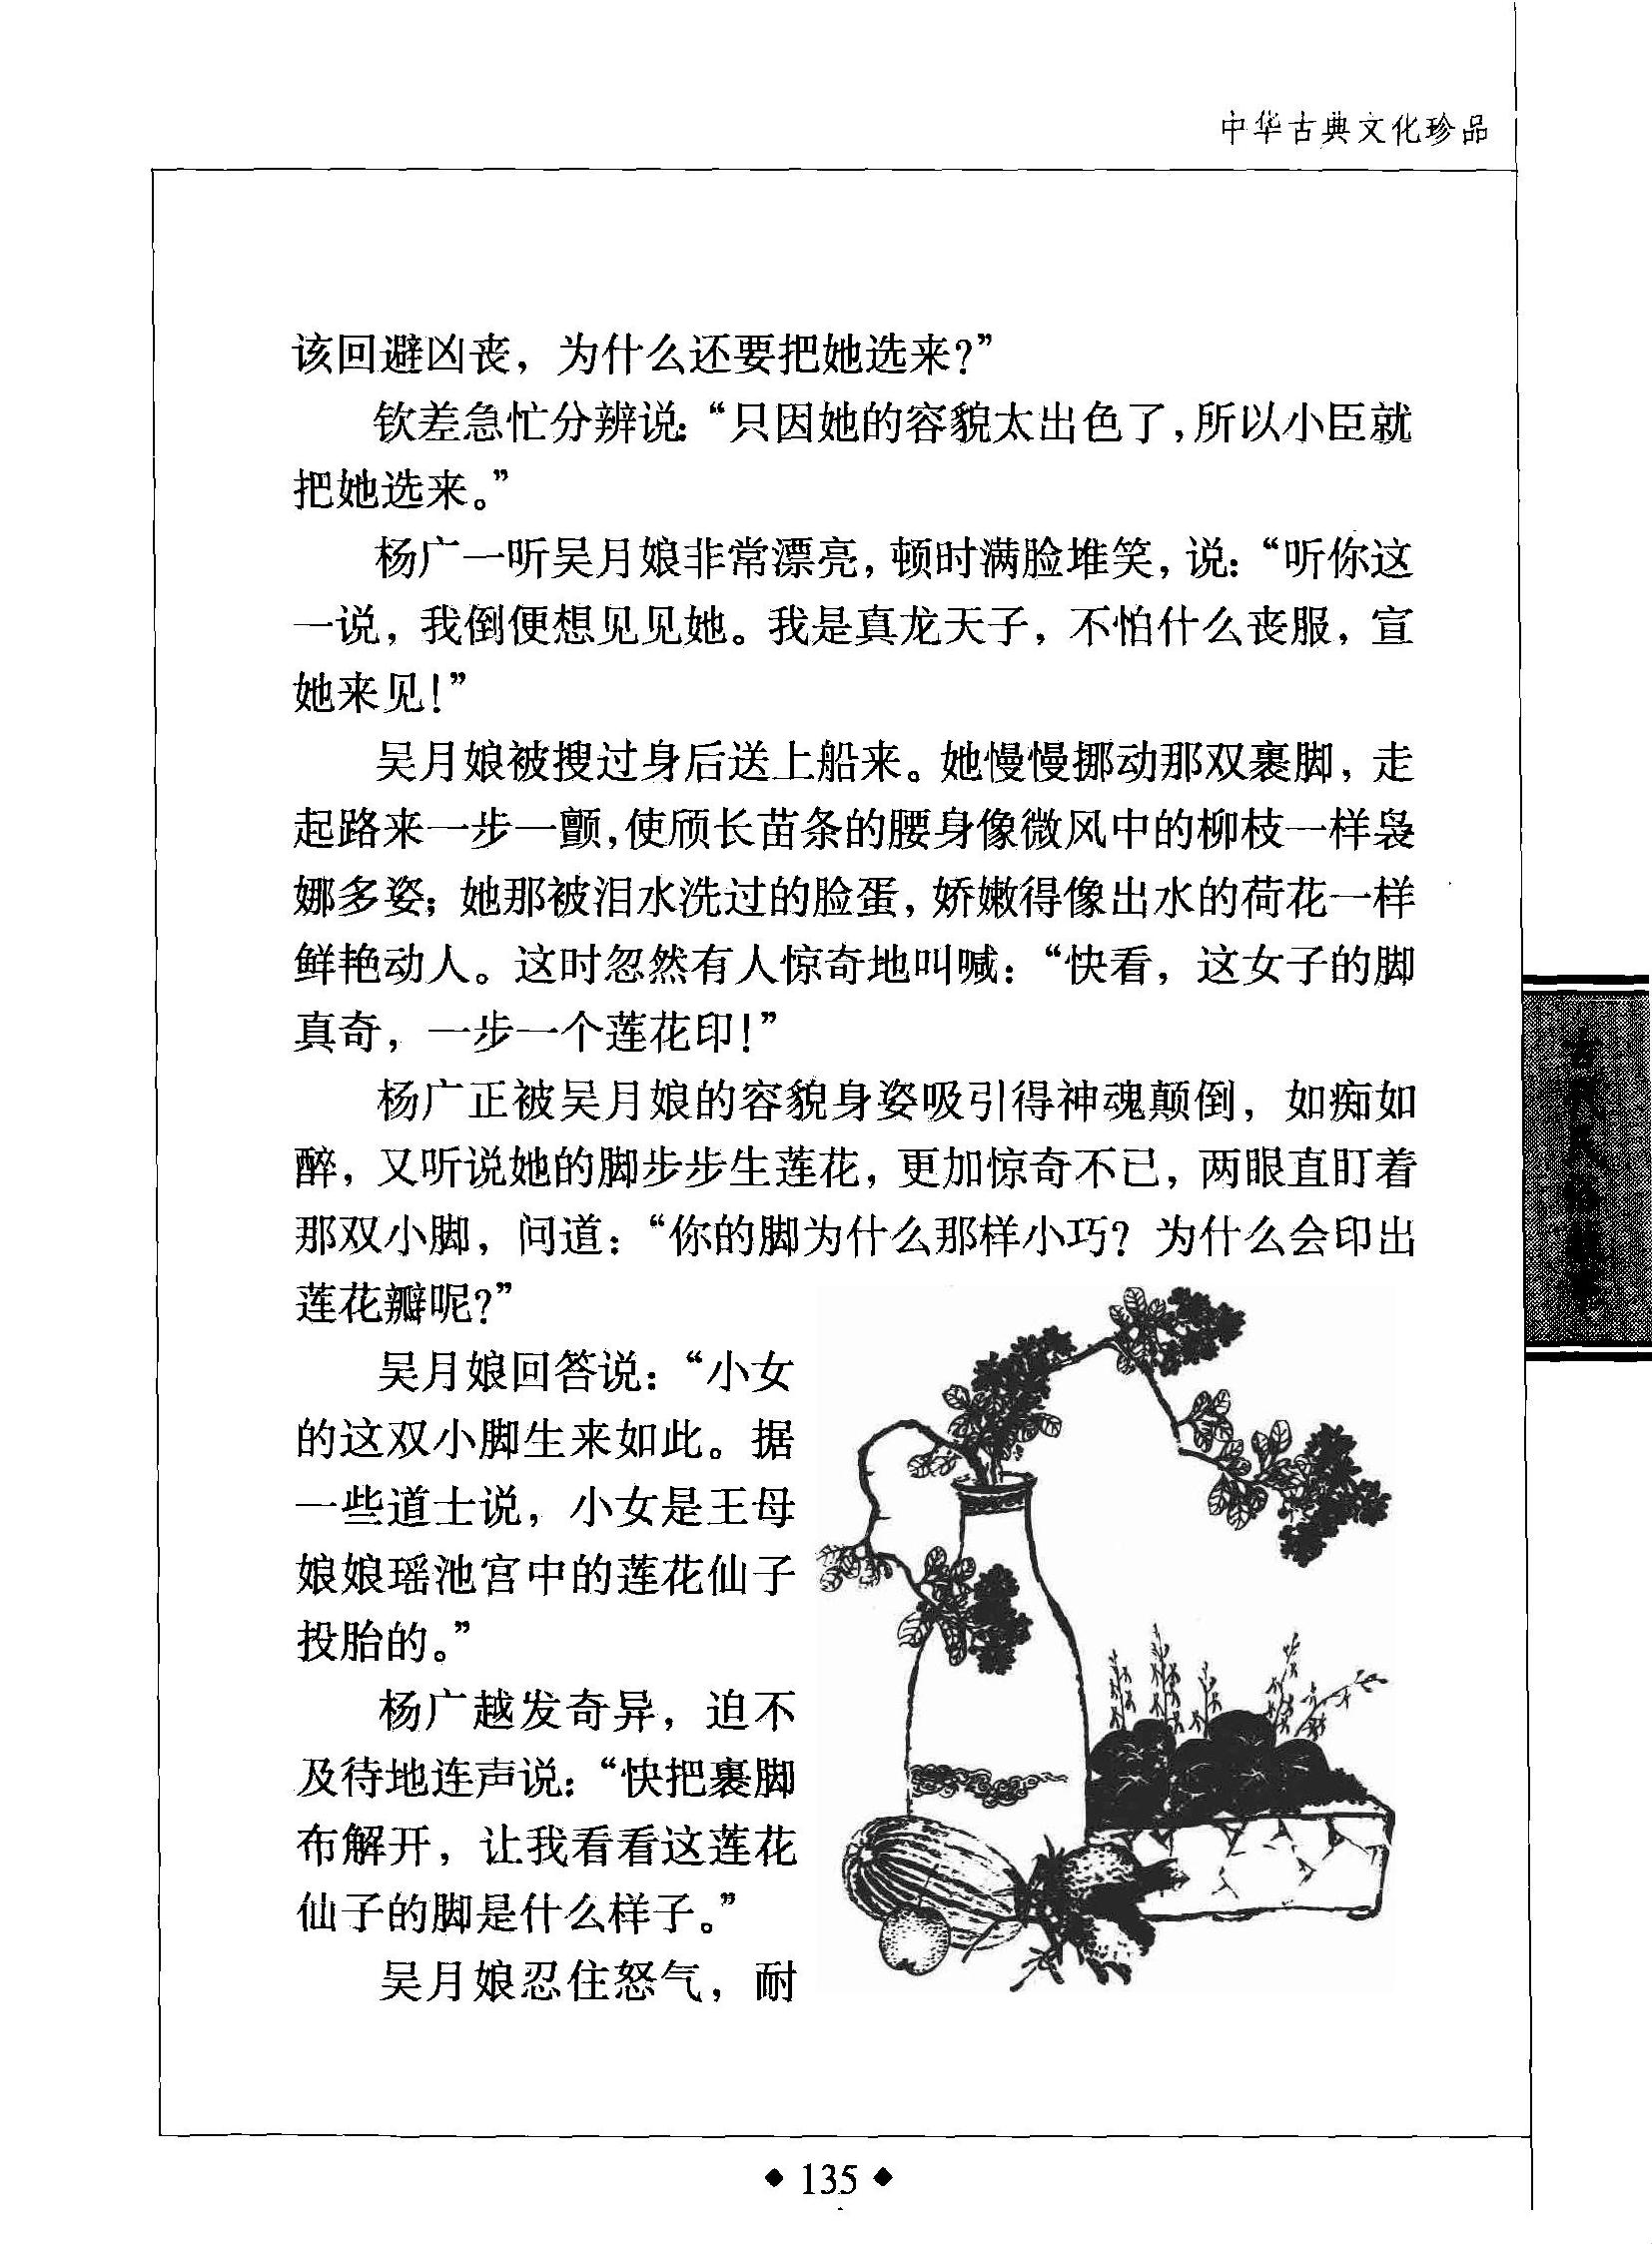 中华古典文化珍品
该回避凶丧，为什么还要把她选来？”
钦差急忙分辨说：“只因她的容貌太出色了，所以小臣就
把她选来。”
杨广一听吴月娘非常漂亮，顿时满脸堆笑，说：“听你这
一说，我倒便想见见她。我是真龙天子，不怕什么丧服，宣
她来见！”
吴月娘被搜过身后送上船来。她慢慢挪动那双裹脚，走
起路来一步一颤，使颀长苗条的腰身像微风中的柳枝一样袅
娜多姿；她那被泪水洗过的脸蛋，娇嫩得像出水的荷花一样
鲜艳动人。这时忽然有人惊奇地叫喊：“快看，这女子的脚
真奇，一步一个莲花印！”
杨广正被吴月娘的容貌身姿吸引得神魂颠倒，如痴如
醉，又听说她的脚步步生莲花，更加惊奇不已，两眼直盯着
那双小脚，问道：“你的脚为什么那样小巧？为什么会印出
莲花瓣呢？”
吴月娘回答说：“小女
的这双小脚生来如此。据
一些道士说，小女是王母
娘娘瑶池宫中的莲花仙子
投胎的。”
杨广越发奇异，迫不
及待地连声说：“快把裹脚
布解开，让我看看这莲花
仙子的脚是什么样子。”
吴月娘忍住怒气，耐
古代民俗故事
135